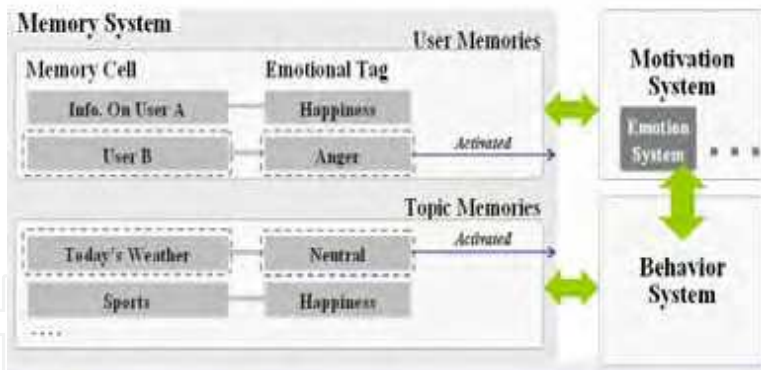 Memory System
User Memories
Memory Cell
Emotional Tag
Info. On User A
Happiness
User B
Anger
Activated
Topic Memories
Today's Weather
Neutral
Activated
Sports
Happiness
....
Motivation
System
Emotion
System
...
Behavior
System